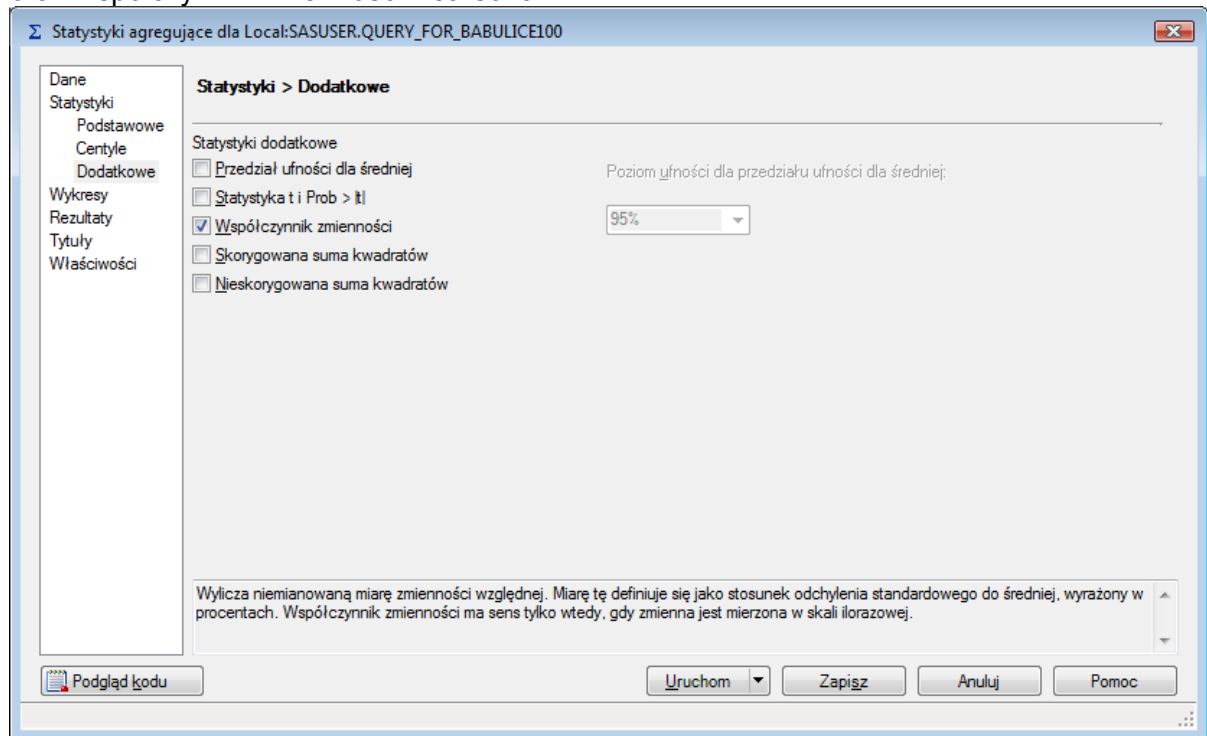 Statystyki agregujące dla Local:SASUSER.QUERY_FOR_BABULICE100
Dane
Statystyki
Podstawowe
Centyle
Dodatkowe
Wykresy
Rezultaty
Tytuły
Właściwości
Statystyki > Dodatkowe
Statystyki dodatkowe
Przedział ufności dla średniej
Statystyka t i Prob > |t|
Współczynnik zmienności
Skorygowana suma kwadratów
Nieskorygowana suma kwadratów
Poziom ufności dla przedziału ufności dla średniej:
95%
Wylicza niemianowaną miarę zmienności względnej. Miarę tę definiuje się jako stosunek odchylenia standardowego do średniej, wyrażony w
procentach. Współczynnik zmienności ma sens tylko wtedy, gdy zmienna jest mierzona w skali ilorazowej.
Podgląd kodu
Uruchom
Zapisz
Anuluj
Pomoc